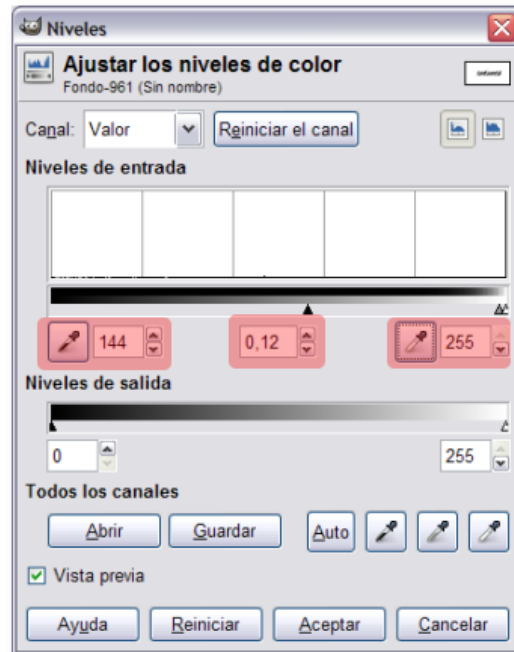 Niveles
Ajustar los niveles de color
Fondo-961 (Sin nombre)
Canal: Valor Reiniciar el canal
Niveles de entrada
144 0,12 255
Niveles de salida
0 255
Todos los canales
Abrir Guardar Auto
Vista previa
Ayuda Reiniciar Aceptar Cancelar